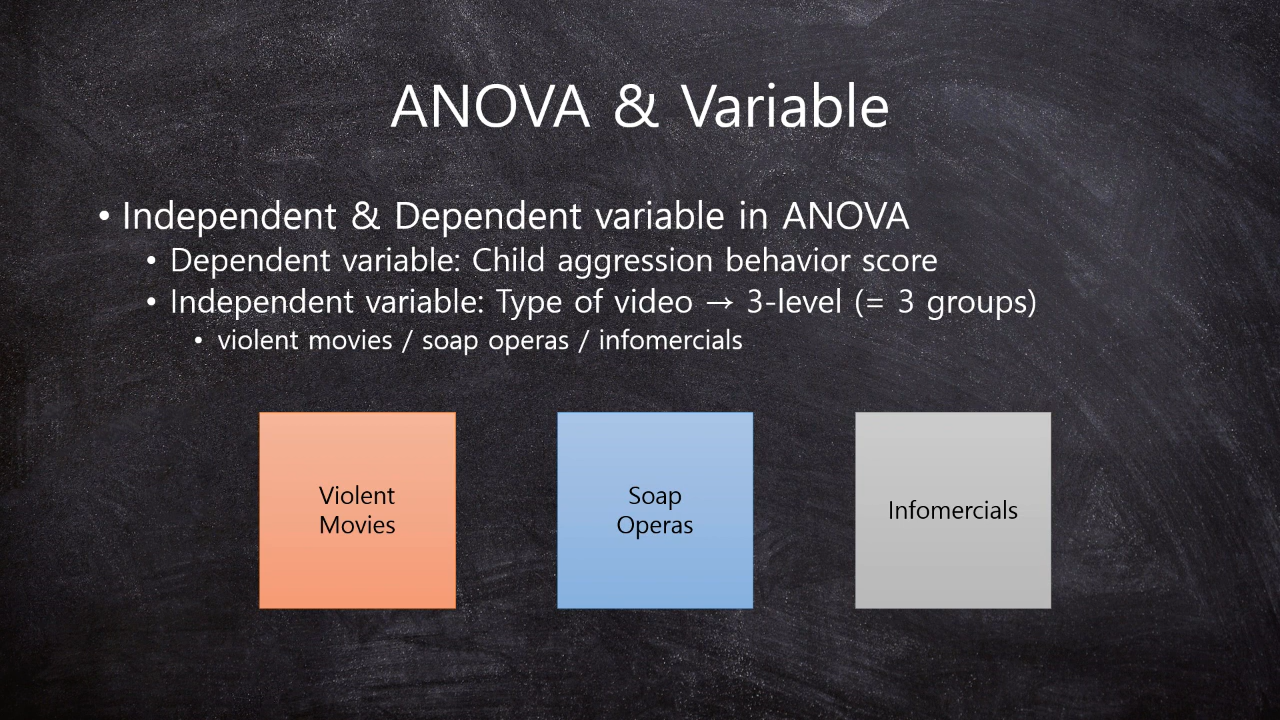 ANOVA & Variable
• Independent & Dependent variable in ANOVA
• Dependent variable: Child aggression behavior score
• Independent variable: Type of video → 3-level (= 3 groups)
• violent movies / soap operas / infomercials
Violent
Movies
Soap
Operas
Infomercials